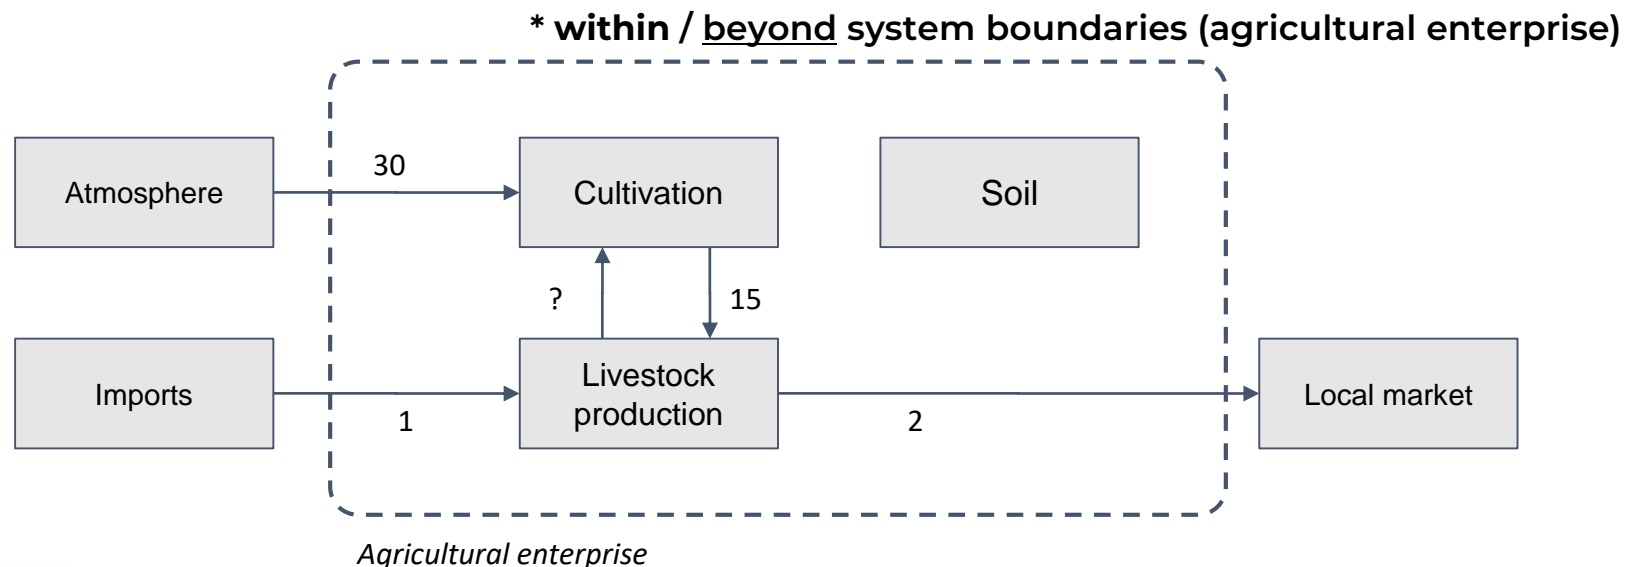 * within / beyond system boundaries (agricultural enterprise)
30
Atmosphere
Cultivation
Soil
?
15
Imports
Livestock
production
Local market
1
2
Agricultural enterprise